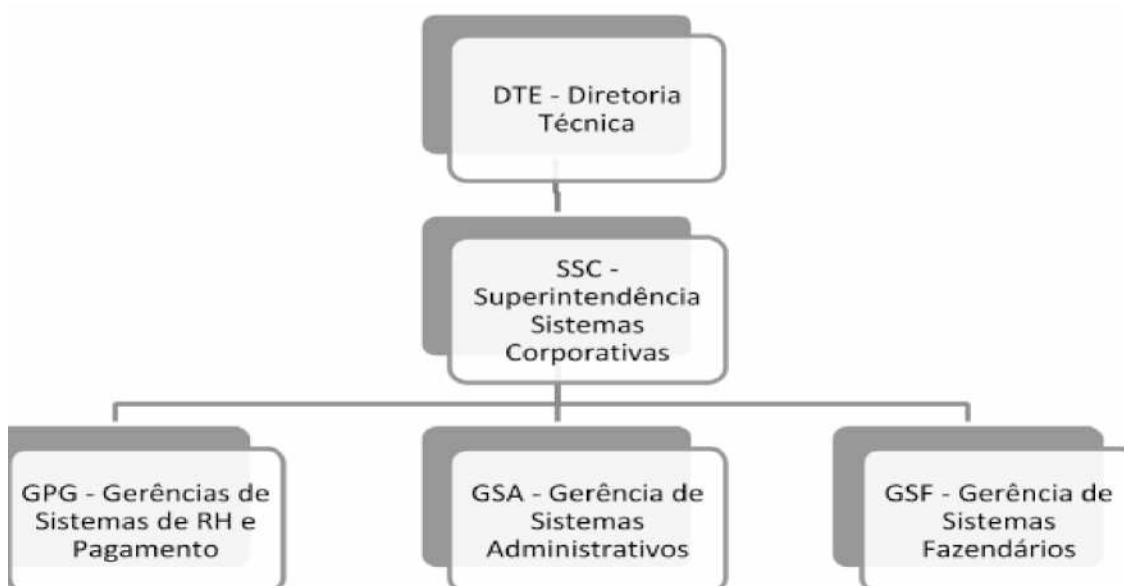 DTE - Diretoria
Técnica
SSC -
Superintendência
Sistemas
Corporativas
GPG - Gerências de
Sistemas de RH e
Pagamento
GSA - Gerência de
Sistemas
Administrativos
GSF - Gerência de
Sistemas
Fazendários